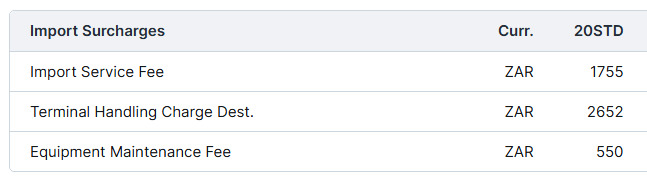 Import Surcharges Curr. 20STD
Import Service Fee ZAR 1755
Terminal Handling Charge Dest. ZAR 2652
Equipment Maintenance Fee ZAR 550